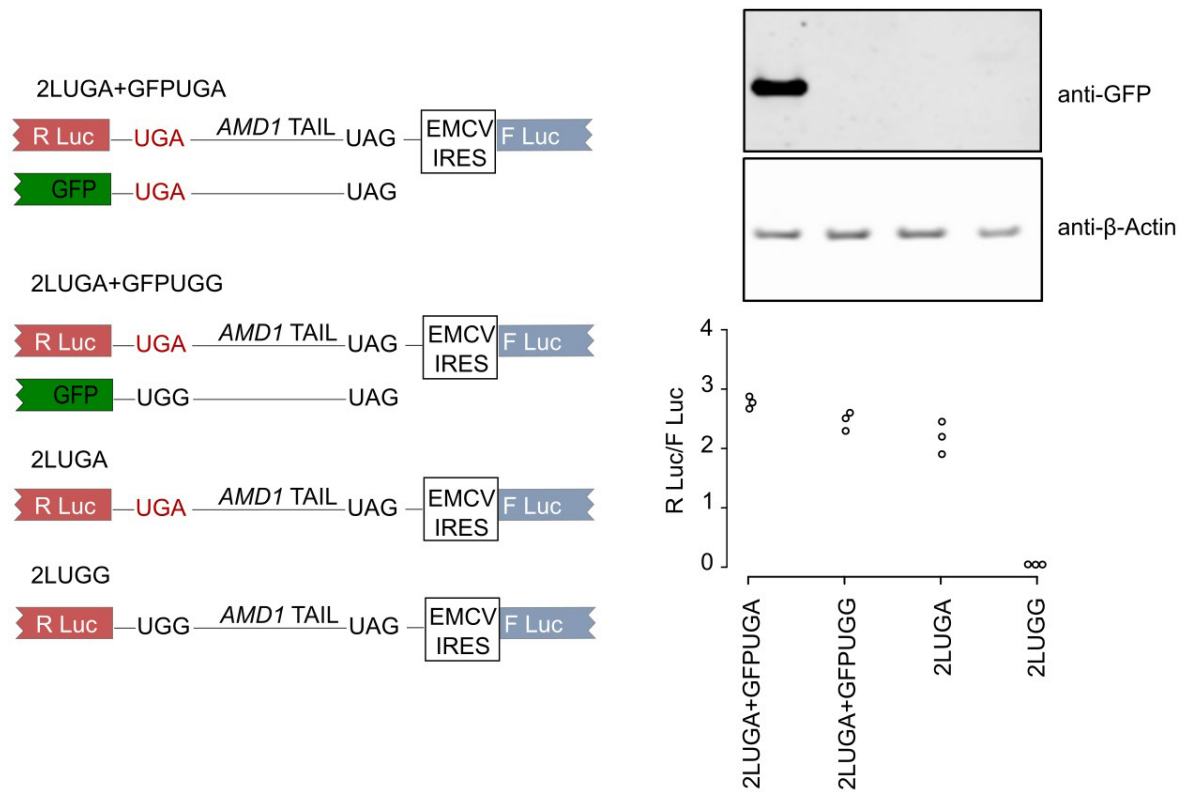 2LUGA+GFPUGA
R Luc UGA AMD1 TAIL UAG EMCV IRES F Luc
GFP UGA UAG
2LUGA+GFPUGG
R Luc UGA AMD1 TAIL UAG EMCV IRES F Luc
GFP UGG UAG
2LUGA
R Luc UGA AMD1 TAIL UAG EMCV IRES F Luc
2LUGG
R Luc UGG AMD1 TAIL UAG EMCV IRES F Luc
anti-GFP
anti-β-Actin
R Luc/F Luc
4
3
2
1
0
2LUGA+GFPUGA
2LUGA+GFPUGG
2LUGA
2LUGG